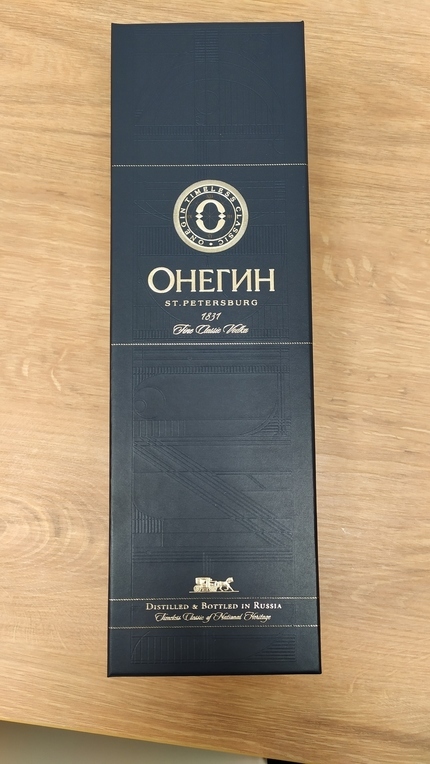 ONEGIN TIMELESS CLASSIC
О
ОНЕГИН
ST. PETERSBURG
1831
Fine Classic Vodka
DISTILLED & BOTTLED IN RUSSIA
Timeless Classic of National Heritage